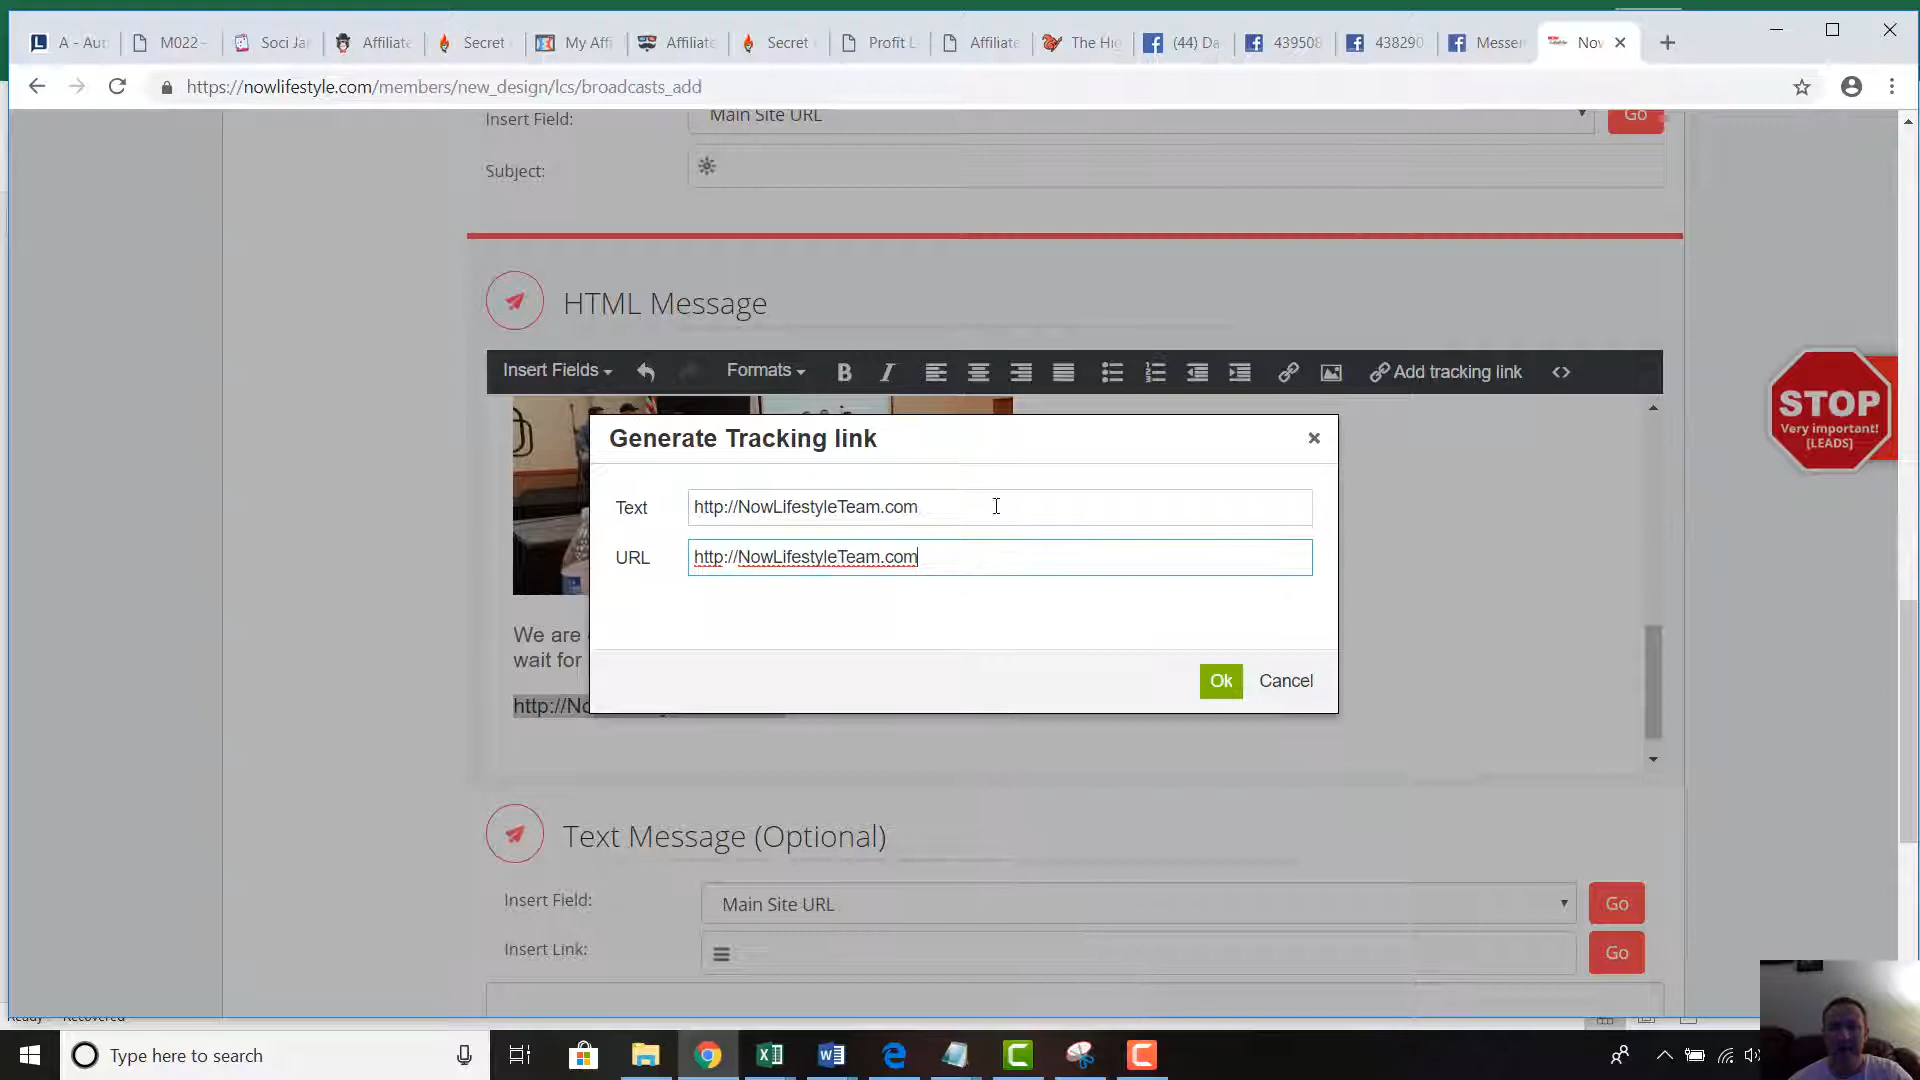 A - Aut
M022 -
Soci Ja
Affiliate
Secret
My Affi
Affiliate
Secret
Profit L
Affiliate
The Hig
(44) Da
439508
438290
Messen
Now
https://nowlifestyle.com/members/new_design/lcs/broadcasts_add
Insert Field:
Main Site URL
Go
Subject:
HTML Message
Insert Fields
Formats
B
I
Add tracking link
<>
STOP
Very important!
[LEADS]
Generate Tracking link
×
Text
http://NowLifestyleTeam.com
URL
http://NowLifestyleTeam.com
We are
wait for
Ok
Cancel
http://No
Text Message (Optional)
Insert Field:
Main Site URL
Go
Insert Link:
Go
Ready
Recovered
Type here to search